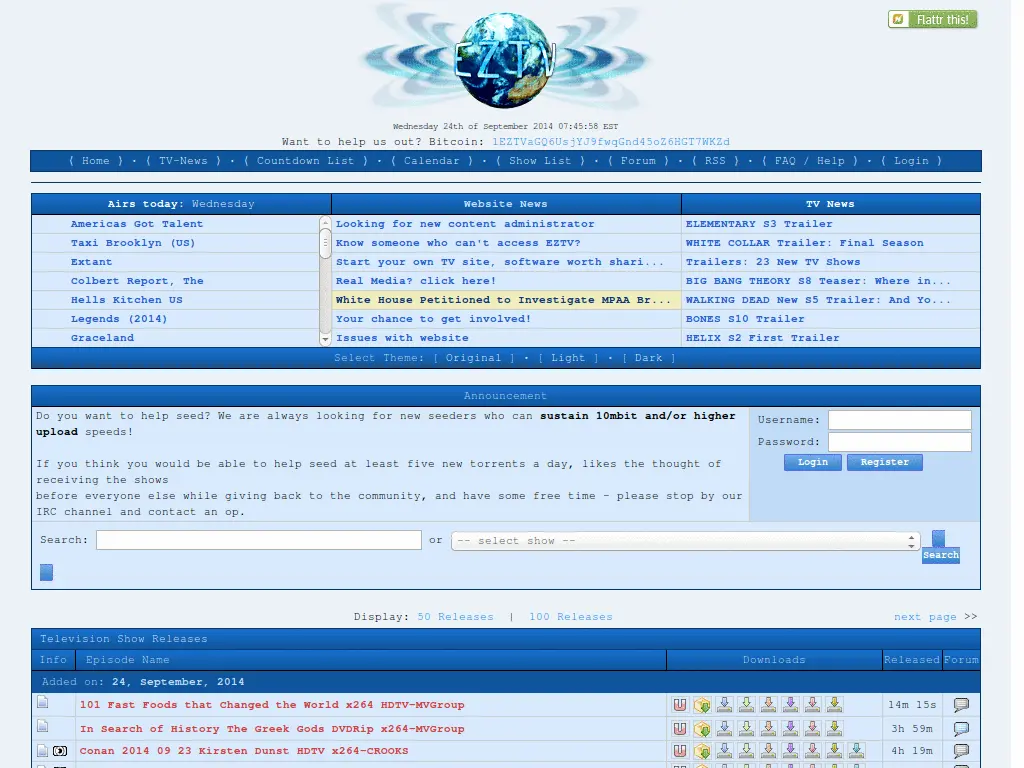 Flattr this!
EZTV
Wednesday 24th of September 2014 07:45:58 EST
Want to help us out? Bitcoin: 1EZTVaGQ6UsjYJ9fwqGnd45oZ6HGT7WKZd
( Home ) • ( TV-News ) • ( Countdown List ) • ( Calendar ) • ( Show List ) • ( Forum ) • ( RSS ) • ( FAQ / Help ) • ( Login )
Airs today: Wednesday
Americas Got Talent
Taxi Brooklyn (US)
Extant
Colbert Report, The
Hells Kitchen US
Legends (2014)
Graceland
Website News
Looking for new content administrator
Know someone who can't access EZTV?
Start your own TV site, software worth shari...
Real Media? click here!
White House Petitioned to Investigate MPAA Br...
Your chance to get involved!
Issues with website
TV News
ELEMENTARY S3 Trailer
WHITE COLLAR Trailer: Final Season
Trailers: 23 New TV Shows
BIG BANG THEORY S8 Teaser: Where in...
WALKING DEAD New S5 Trailer: And Yo...
BONES S10 Trailer
HELIX S2 First Trailer
Select Theme: [ Original ] • [ Light ] • [ Dark ]
Announcement
Do you want to help seed? We are always looking for new seeders who can sustain 10mbit and/or higher
upload speeds!
If you think you would be able to help seed at least five new torrents a day, likes the thought of
receiving the shows
before everyone else while giving back to the community, and have some free time - please stop by our
IRC channel and contact an op.
Username:
Password:
Login Register
Search: or -- select show --
Search
Display: 50 Releases | 100 Releases
next page >>
Television Show Releases
Info Episode Name Downloads Released Forum
Added on: 24, September, 2014
101 Fast Foods that Changed the World x264 HDTV-MVGroup 14m 15s
In Search of History The Greek Gods DVDRip x264-MVGroup 3h 59m
Conan 2014 09 23 Kirsten Dunst HDTV x264-CROOKS 4h 19m